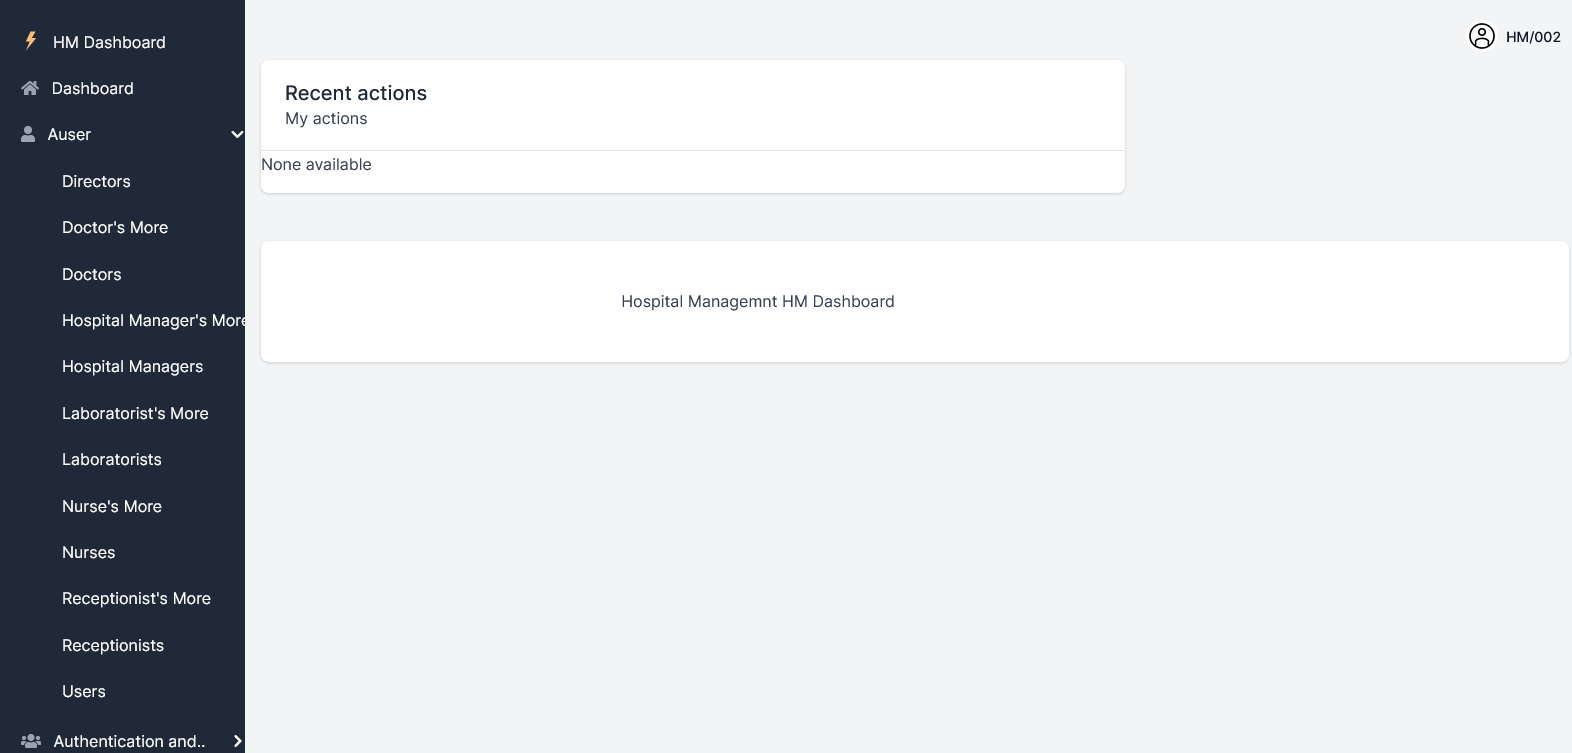 HM Dashboard
HM/002
Dashboard
Auser
Directors
Doctor's More
Doctors
Hospital Manager's More
Hospital Managers
Laboratorist's More
Laboratorists
Nurse's More
Nurses
Receptionist's More
Receptionists
Users
Authentication and..
Recent actions
My actions
None available
Hospital Managemnt HM Dashboard